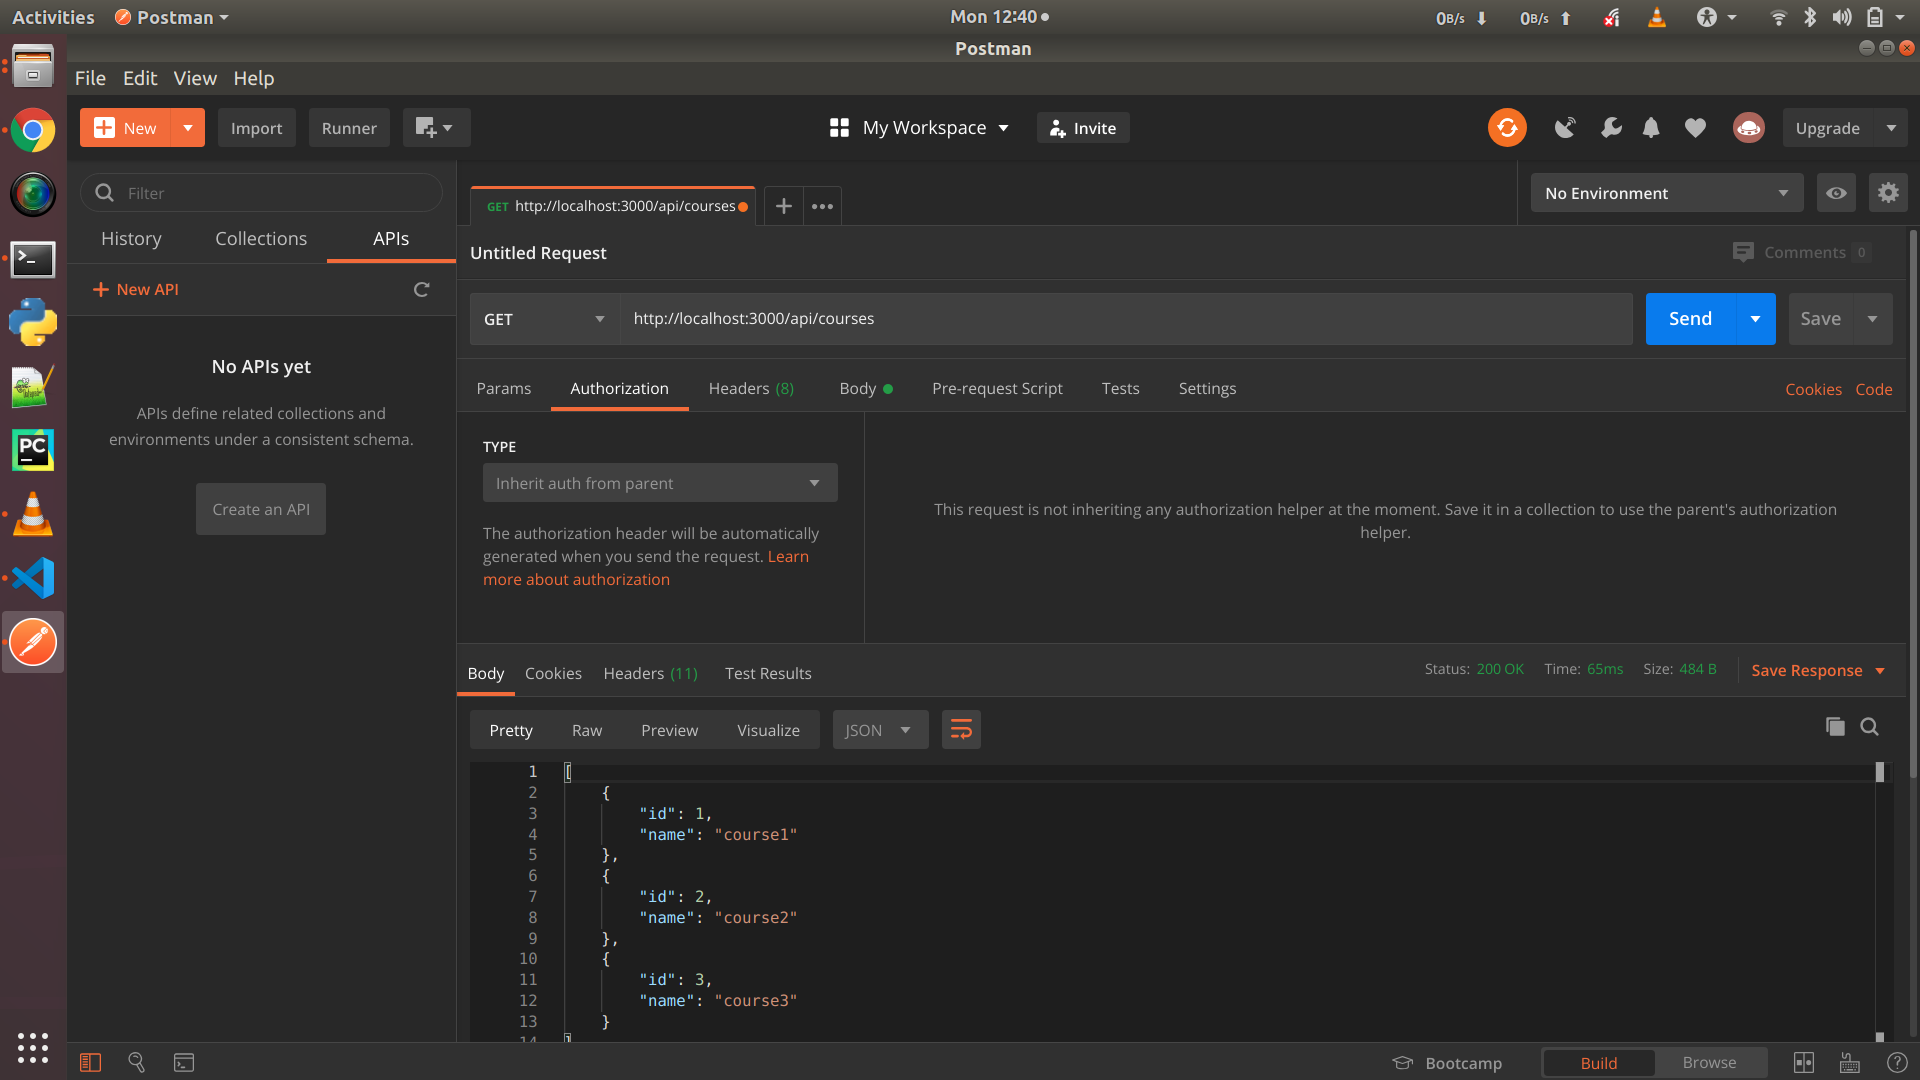 Activities Postman Mon 12:40 0B/s 0B/s
Postman
File Edit View Help
New Import Runner My Workspace Invite Upgrade
Filter
GET http://localhost:3000/api/courses No Environment
History Collections APIs
Untitled Request Comments 0
New API
GET http://localhost:3000/api/courses Send Save
No APIs yet
Params Authorization Headers (8) Body Pre-request Script Tests Settings Cookies Code
APIs define related collections and
environments under a consistent schema.
Create an API
TYPE
Inherit auth from parent
The authorization header will be automatically
generated when you send the request. Learn
more about authorization
This request is not inheriting any authorization helper at the moment. Save it in a collection to use the parent's authorization
helper.
Body Cookies Headers (11) Test Results Status: 200 OK Time: 65ms Size: 484 B Save Response
Pretty Raw Preview Visualize JSON
1 [
2 {
3 "id": 1,
4 "name": "course1"
5 },
6 {
7 "id": 2,
8 "name": "course2"
9 },
10 {
11 "id": 3,
12 "name": "course3"
13 }
14 ]
Bootcamp Build Browse
PC